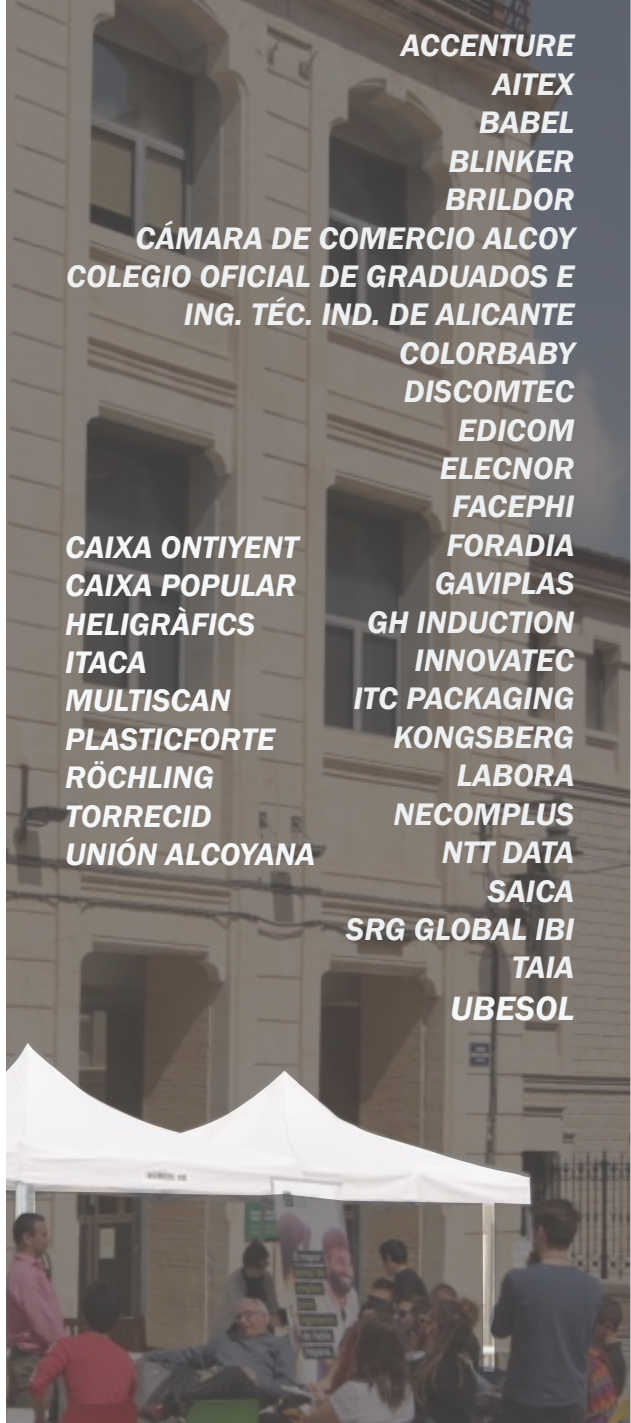 ACCENTURE
AITEX
BABEL
BLINKER
BRILDOR
CÁMARA DE COMERCIO ALCOY
COLEGIO OFICIAL DE GRADUADOS E
ING. TÉC. IND. DE ALICANTE
COLORBABY
DISCOMTEC
EDICOM
ELECNOR
FACEPHI
FORADIA
GAVIPLAS
GH INDUCTION
INNOVATEC
ITC PACKAGING
KONGSBERG
LABORA
NECOMPLUS
NTT DATA
SAICA
SRG GLOBAL IBI
TAIA
UBESOL
CAIXA ONTIYENT
CAIXA POPULAR
HELIGRÀFICS
ITACA
MULTISCAN
PLASTICFORTE
RÖCHLING
TORRECID
UNIÓN ALCOYANA